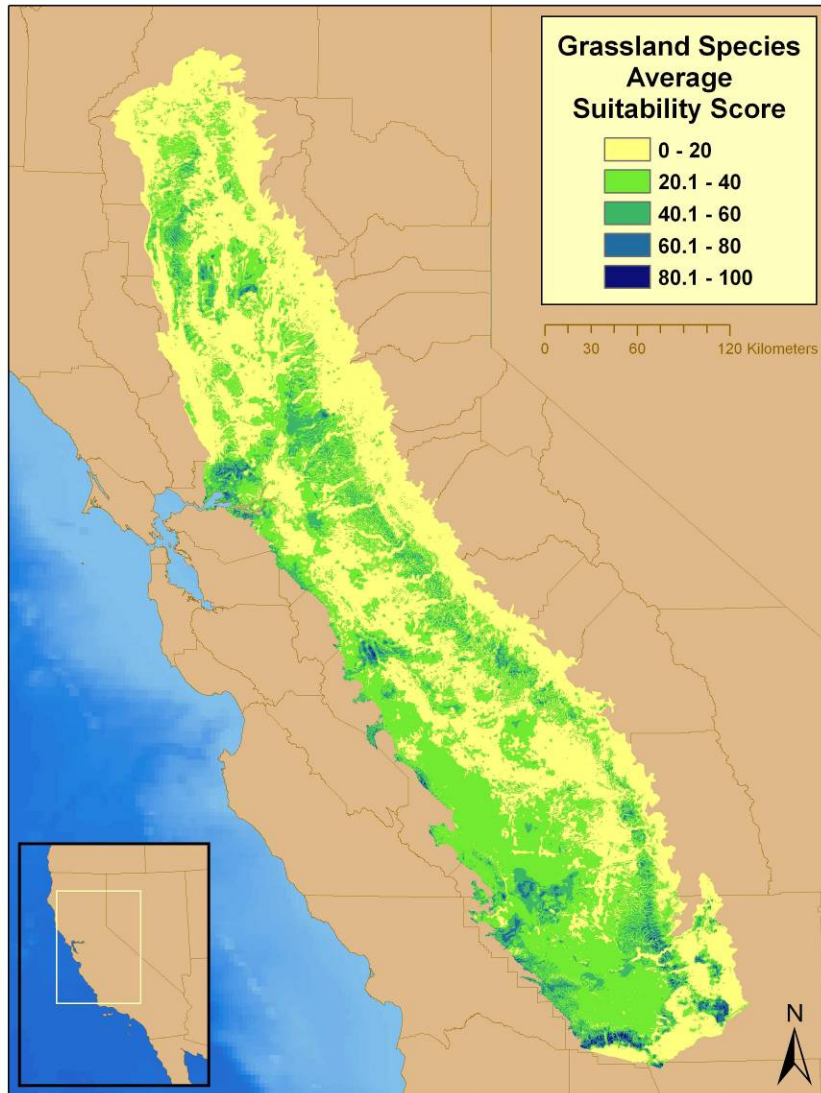 Grassland Species
Average
Suitability Score
0 - 20
20.1 - 40
40.1 - 60
60.1 - 80
80.1 - 100
0 30 60 120 Kilometers
N